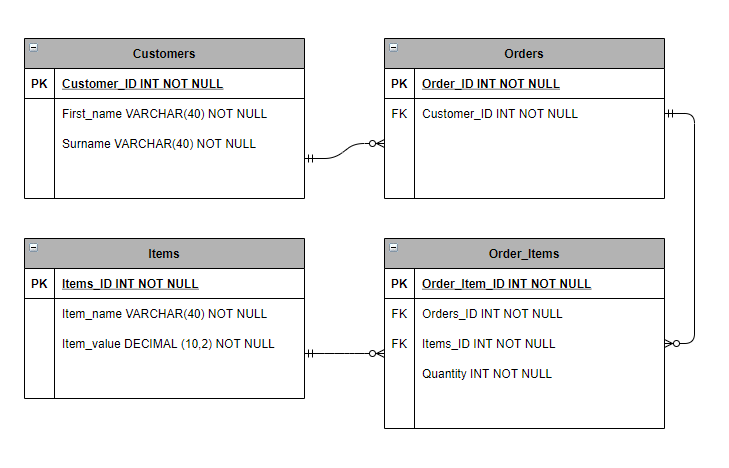 Customers
PK Customer_ID INT NOT NULL
First_name VARCHAR(40) NOT NULL
Surname VARCHAR(40) NOT NULL
Orders
PK Order_ID INT NOT NULL
FK Customer_ID INT NOT NULL
Items
PK Items_ID INT NOT NULL
Item_name VARCHAR(40) NOT NULL
Item_value DECIMAL (10,2) NOT NULL
Order_Items
PK Order_Item_ID INT NOT NULL
FK Orders_ID INT NOT NULL
FK Items_ID INT NOT NULL
Quantity INT NOT NULL